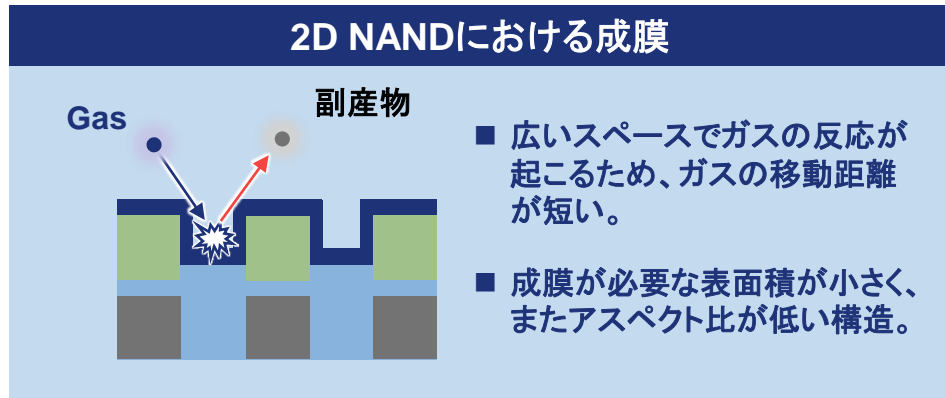 2D NANDにおける成膜
Gas
副産物
■ 広いスペースでガスの反応が
起こるため、ガスの移動距離
が短い。
■ 成膜が必要な表面積が小さく、
またアスペクト比が低い構造。